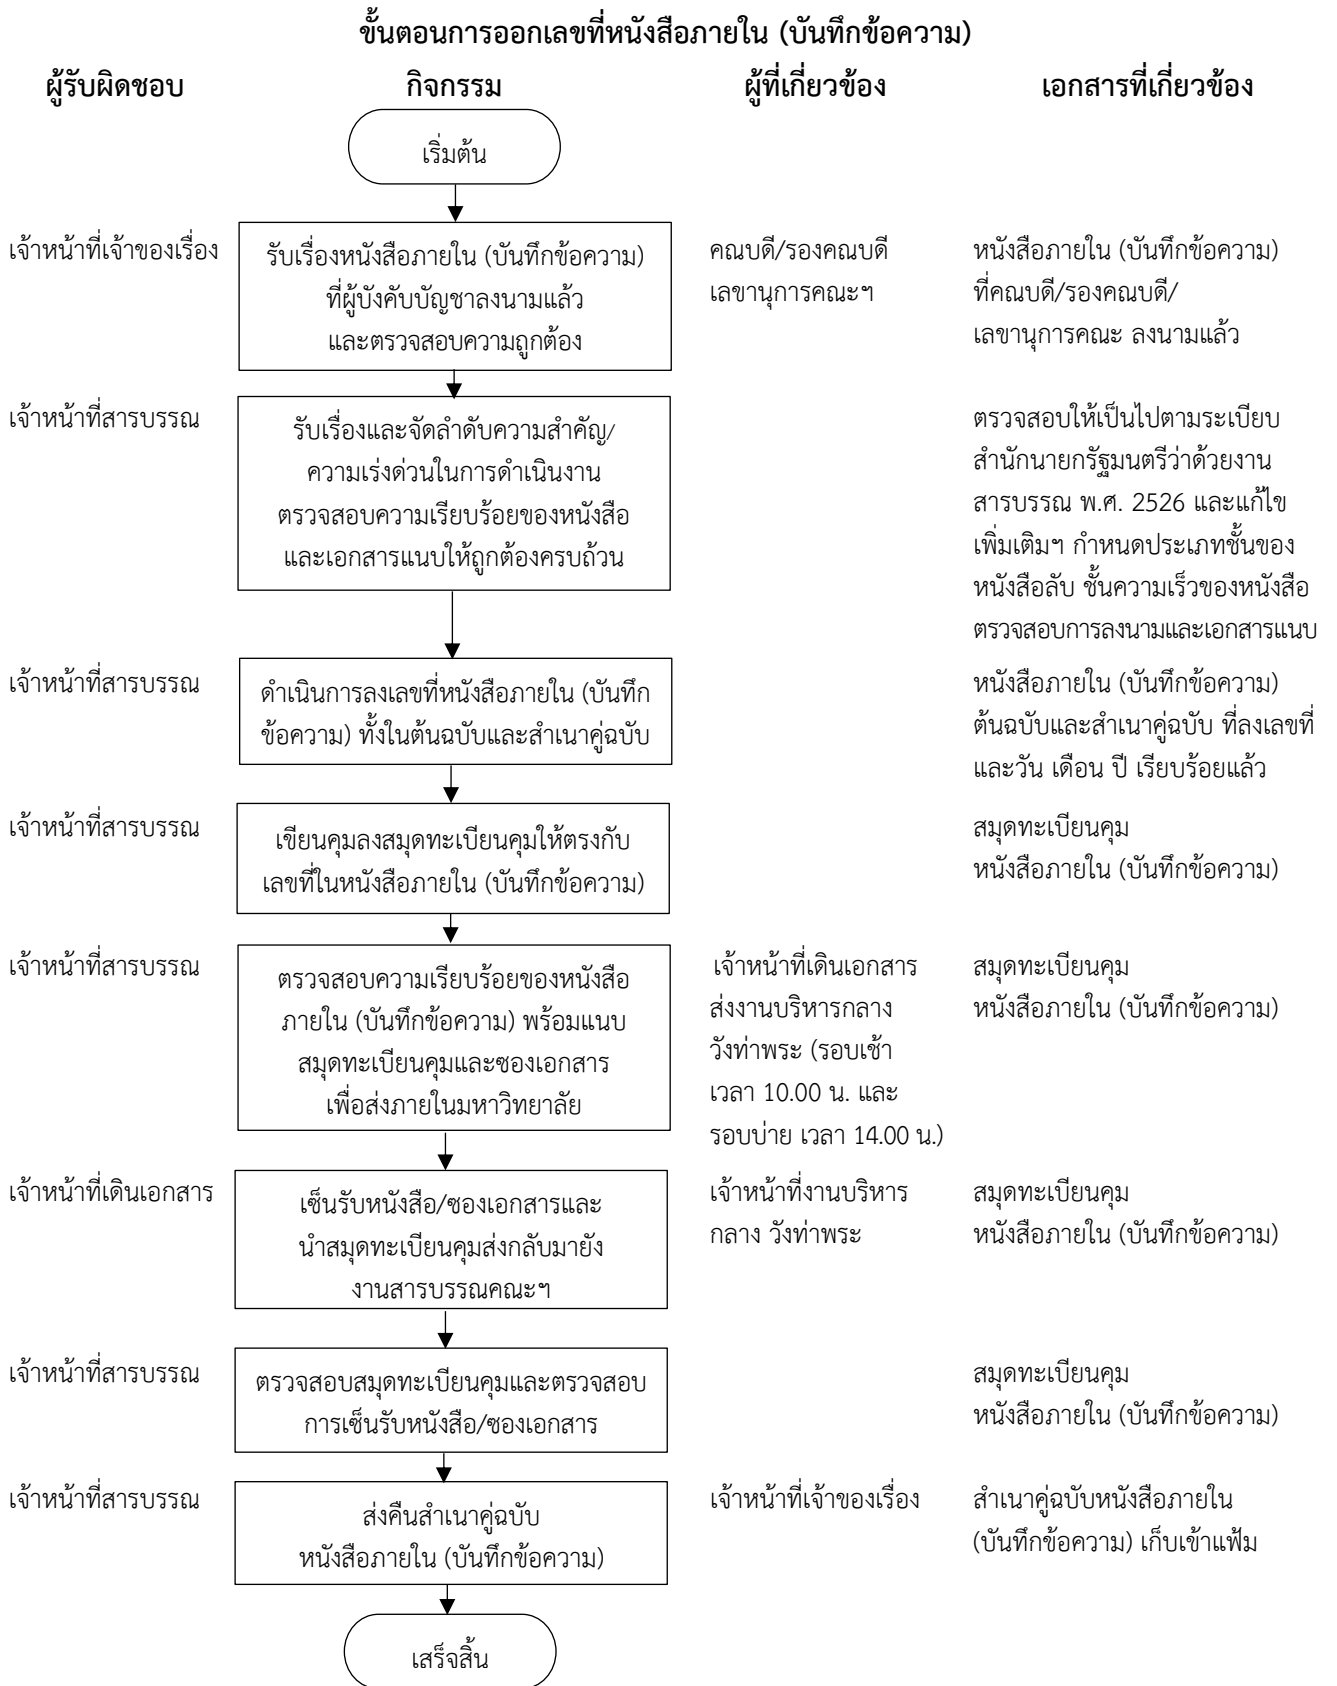 ขั้นตอนการออกเลขที่หนังสือภายใน (บันทึกข้อความ)
ผู้รับผิดชอบ กิจกรรม ผู้ที่เกี่ยวข้อง เอกสารที่เกี่ยวข้อง
เริ่มต้น
เจ้าหน้าที่เจ้าของเรื่อง
รับเรื่องหนังสือภายใน (บันทึกข้อความ)
ที่ผู้บังคับบัญชาลงนามแล้ว
และตรวจสอบความถูกต้อง
คณบดี/รองคณบดี
เลขานุการคณะฯ
หนังสือภายใน (บันทึกข้อความ)
ที่คณบดี/รองคณบดี/
เลขานุการคณะ ลงนามแล้ว
เจ้าหน้าที่สารบรรณ
รับเรื่องและจัดลำดับความสำคัญ/
ความเร่งด่วนในการดำเนินงาน
ตรวจสอบความเรียบร้อยของหนังสือ
และเอกสารแนบให้ถูกต้องครบถ้วน
ตรวจสอบให้เป็นไปตามระเบียบ
สำนักนายกรัฐมนตรีว่าด้วยงาน
สารบรรณ พ.ศ. 2526 และแก้ไข
เพิ่มเติมฯ กำหนดประเภทชั้นของ
หนังสือลับ ชั้นความเร็วของหนังสือ
ตรวจสอบการลงนามและเอกสารแนบ
เจ้าหน้าที่สารบรรณ
ดำเนินการลงเลขที่หนังสือภายใน (บันทึก
ข้อความ) ทั้งในต้นฉบับและสำเนาคู่ฉบับ
หนังสือภายใน (บันทึกข้อความ)
ต้นฉบับและสำเนาคู่ฉบับ ที่ลงเลขที่
และวัน เดือน ปี เรียบร้อยแล้ว
เจ้าหน้าที่สารบรรณ
เขียนคุมลงสมุดทะเบียนคุมให้ตรงกับ
เลขที่ในหนังสือภายใน (บันทึกข้อความ)
สมุดทะเบียนคุม
หนังสือภายใน (บันทึกข้อความ)
เจ้าหน้าที่สารบรรณ
ตรวจสอบความเรียบร้อยของหนังสือ
ภายใน (บันทึกข้อความ) พร้อมแนบ
สมุดทะเบียนคุมและซองเอกสาร
เพื่อส่งภายในมหาวิทยาลัย
เจ้าหน้าที่เดินเอกสาร
ส่งงานบริหารกลาง
วังท่าพระ (รอบเช้า
เวลา 10.00 น. และ
รอบบ่าย เวลา 14.00 น.)
สมุดทะเบียนคุม
หนังสือภายใน (บันทึกข้อความ)
เจ้าหน้าที่เดินเอกสาร
เซ็นรับหนังสือ/ซองเอกสารและ
นำสมุดทะเบียนคุมส่งกลับมายัง
งานสารบรรณคณะฯ
เจ้าหน้าที่งานบริหาร
กลาง วังท่าพระ
สมุดทะเบียนคุม
หนังสือภายใน (บันทึกข้อความ)
เจ้าหน้าที่สารบรรณ
ตรวจสอบสมุดทะเบียนคุมและตรวจสอบ
การเซ็นรับหนังสือ/ซองเอกสาร
สมุดทะเบียนคุม
หนังสือภายใน (บันทึกข้อความ)
เจ้าหน้าที่สารบรรณ
ส่งคืนสำเนาคู่ฉบับ
หนังสือภายใน (บันทึกข้อความ)
เจ้าหน้าที่เจ้าของเรื่อง
สำเนาคู่ฉบับหนังสือภายใน
(บันทึกข้อความ) เก็บเข้าแฟ้ม
เสร็จสิ้น